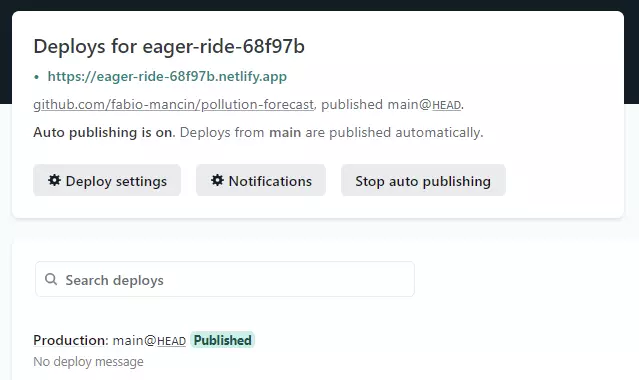 Deploys for eager-ride-68f97b
• https://eager-ride-68f97b.netlify.app
github.com/fabio-mancin/pollution-forecast, published main@HEAD.
Auto publishing is on. Deploys from main are published automatically.
Deploy settings Notifications Stop auto publishing
Search deploys
Production: main@HEAD Published
No deploy message